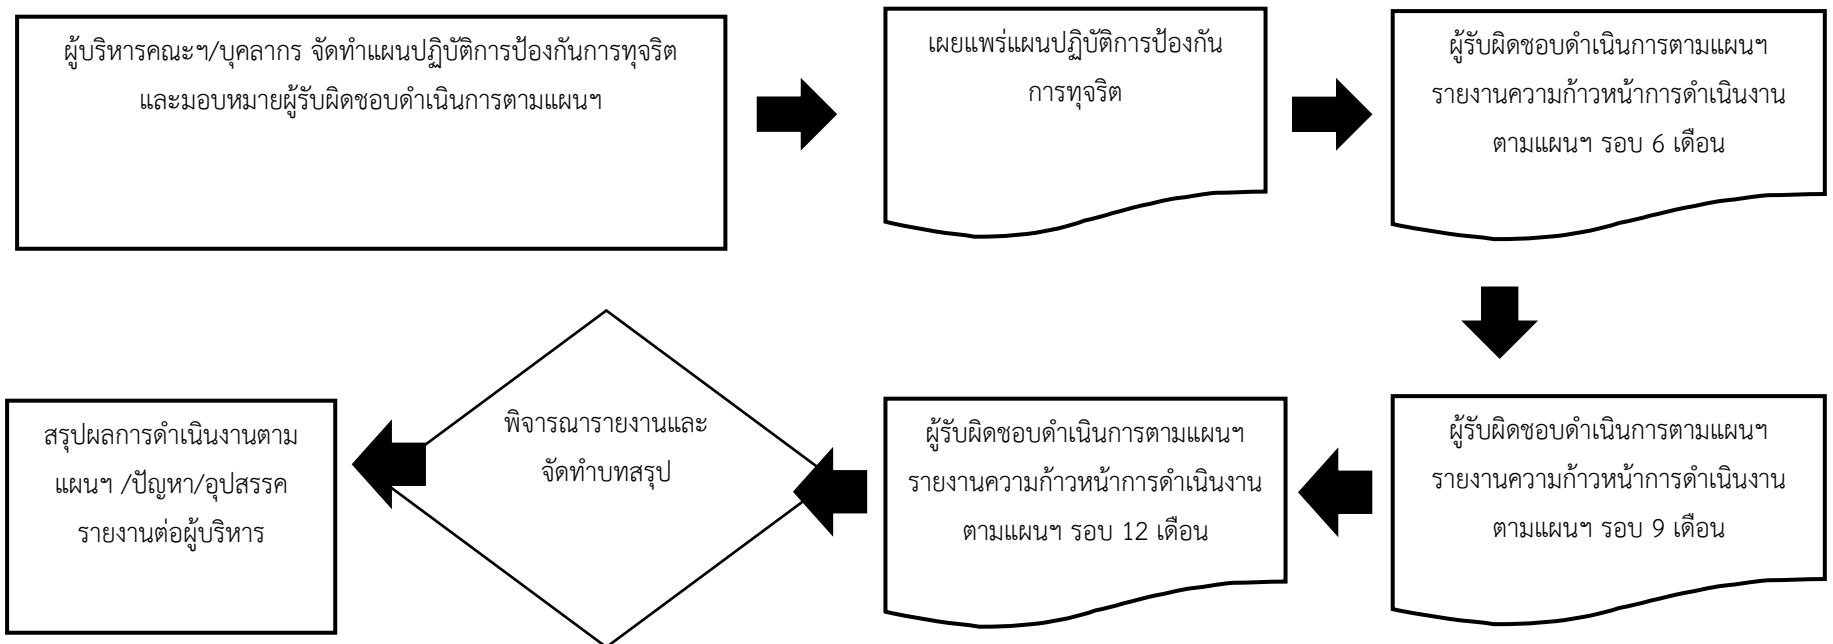 ผู้บริหารคณะฯ/บุคลากร จัดทำแผนปฏิบัติการป้องกันการทุจริต
และมอบหมายผู้รับผิดชอบดำเนินการตามแผนฯ
เผยแพร่แผนปฏิบัติการป้องกัน
การทุจริต
ผู้รับผิดชอบดำเนินการตามแผนฯ
รายงานความก้าวหน้าการดำเนินงาน
ตามแผนฯ รอบ 6 เดือน
ผู้รับผิดชอบดำเนินการตามแผนฯ
รายงานความก้าวหน้าการดำเนินงาน
ตามแผนฯ รอบ 9 เดือน
ผู้รับผิดชอบดำเนินการตามแผนฯ
รายงานความก้าวหน้าการดำเนินงาน
ตามแผนฯ รอบ 12 เดือน
พิจารณารายงานและ
จัดทำบทสรุป
สรุปผลการดำเนินงานตาม
แผนฯ /ปัญหา/อุปสรรค
รายงานต่อผู้บริหาร